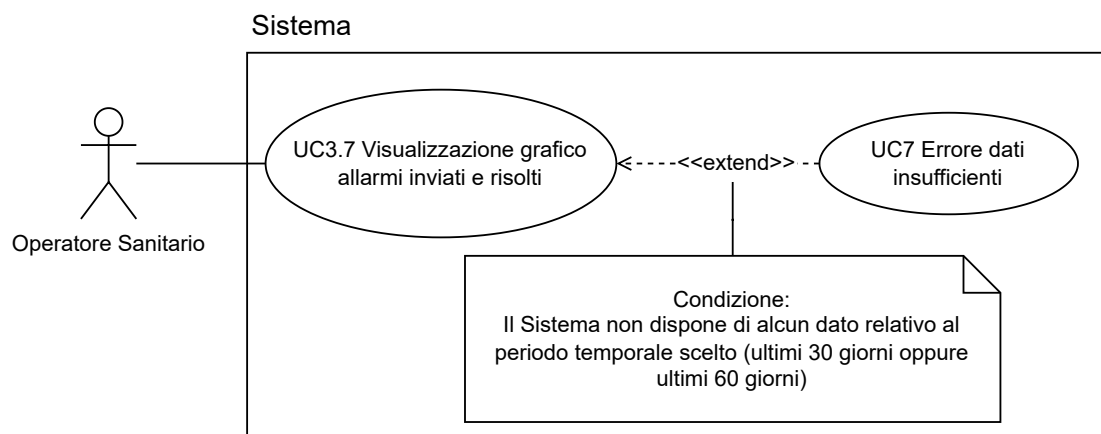 Sistema
UC3.7 Visualizzazione grafico
allarmi inviati e risolti
<<extend>>
UC7 Errore dati
insufficienti
Operatore Sanitario
Condizione:
Il Sistema non dispone di alcun dato relativo al
periodo temporale scelto (ultimi 30 giorni oppure
ultimi 60 giorni)